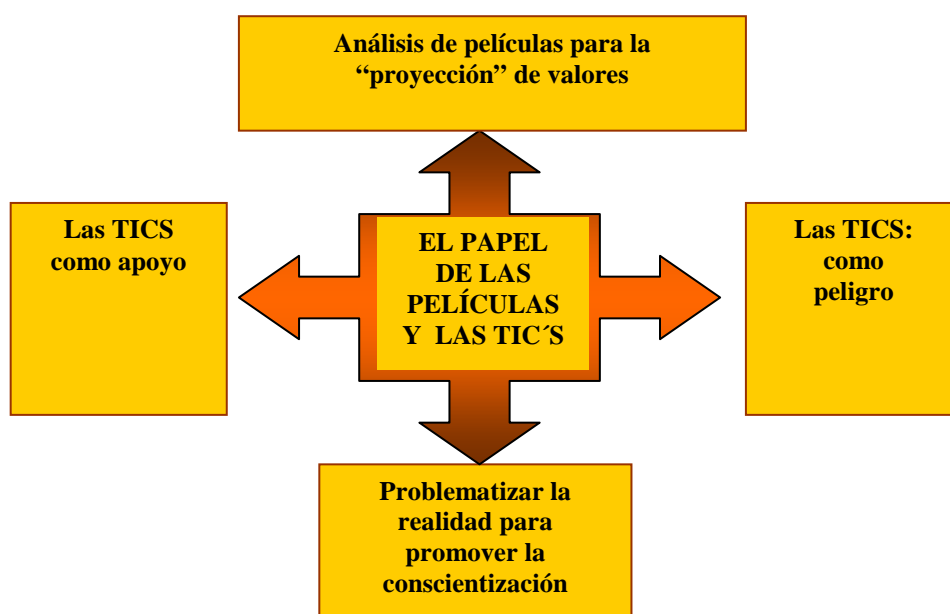 Análisis de películas para la
“proyección” de valores
Las TICS
como apoyo
EL PAPEL
DE LAS
PELÍCULAS
Y LAS TIC´S
Las TICS:
como
peligro
Problematizar la
realidad para
promover la
conscientización